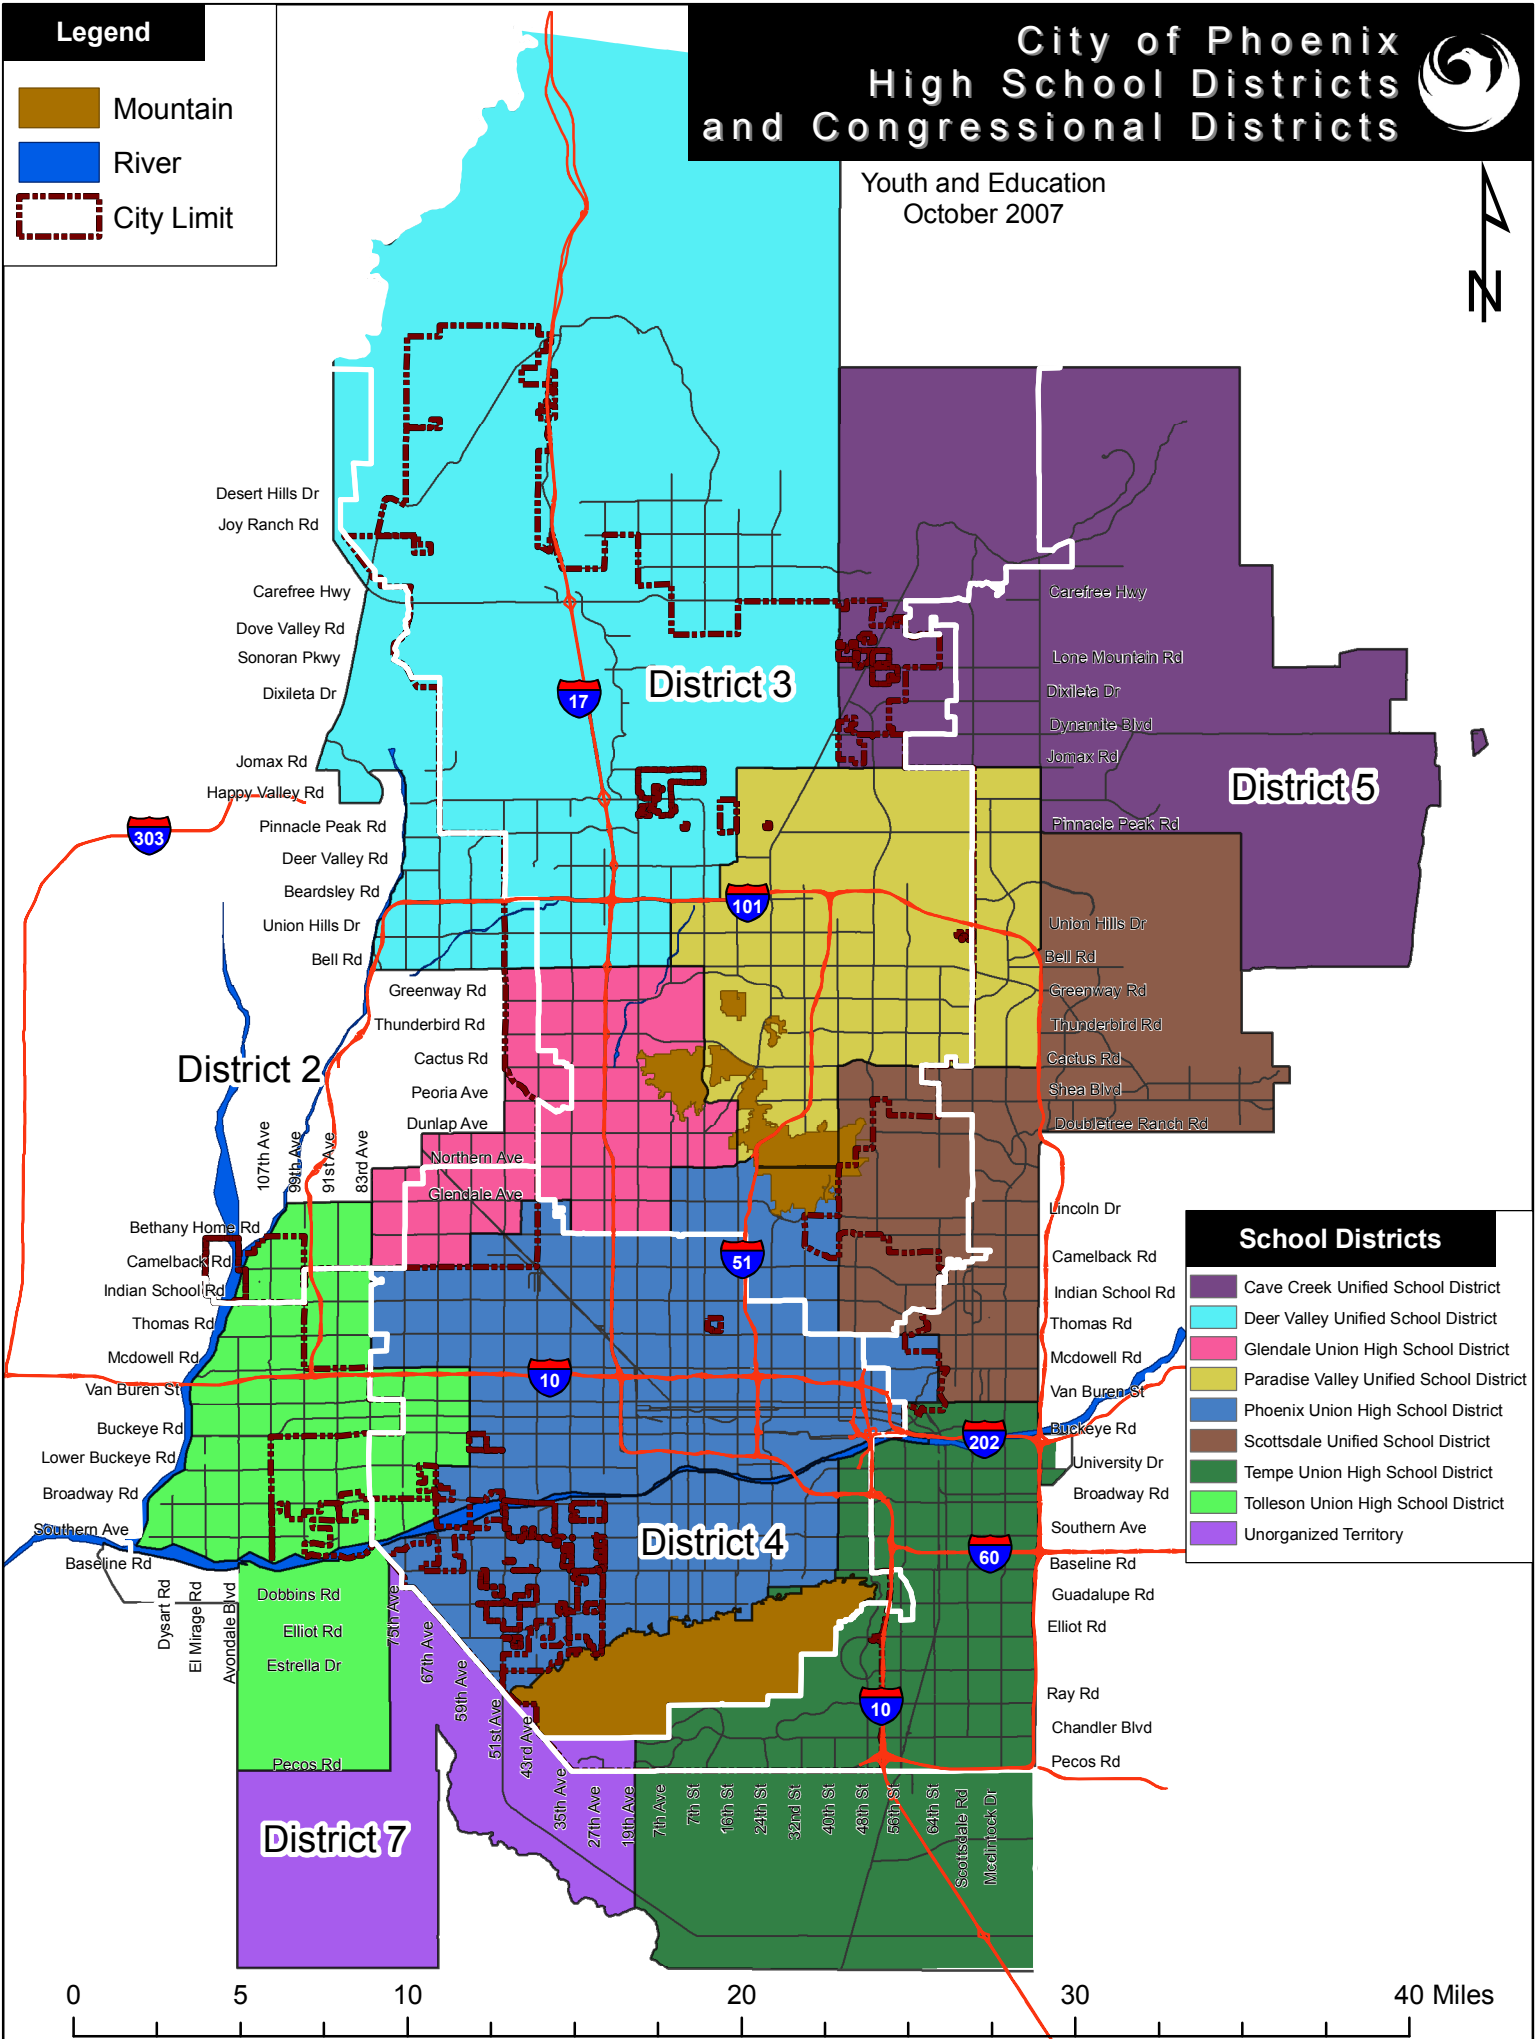 Legend
Mountain
River
City Limit
City of Phoenix
High School Districts
and Congressional Districts
Youth and Education
October 2007
N
Desert Hills Dr
Joy Ranch Rd
Carefree Hwy
Dove Valley Rd
Sonoran Pkwy
Dixileta Dr
Jomax Rd
Happy Valley Rd
Pinnacle Peak Rd
Deer Valley Rd
Beardsley Rd
Union Hills Dr
Bell Rd
Greenway Rd
Thunderbird Rd
Cactus Rd
Peoria Ave
Dunlap Ave
Northern Ave
Glendale Ave
Bethany Home Rd
Camelback Rd
Indian School Rd
Thomas Rd
Mcdowell Rd
Van Buren St
Buckeye Rd
Lower Buckeye Rd
Broadway Rd
Southern Ave
Baseline Rd
Dobbins Rd
Elliot Rd
Estrella Dr
Pecos Rd
Carefree Hwy
Lone Mountain Rd
Dixileta Dr
Dynamite Blvd
Jomax Rd
Pinnacle Peak Rd
Union Hills Dr
Bell Rd
Greenway Rd
Thunderbird Rd
Cactus Rd
Shea Blvd
Doubletree Ranch Rd
Lincoln Dr
Camelback Rd
Indian School Rd
Thomas Rd
Mcdowell Rd
Van Buren St
Buckeye Rd
University Dr
Broadway Rd
Southern Ave
Baseline Rd
Guadalupe Rd
Elliot Rd
Ray Rd
Chandler Blvd
Pecos Rd
District 3
District 5
District 2
District 4
District 7
17
303
101
51
10
202
60
10
107th Ave
99th Ave
91st Ave
83rd Ave
Dysart Rd
El Mirage Rd
Avondale Blvd
75th Ave
67th Ave
59th Ave
51st Ave
43rd Ave
35th Ave
27th Ave
19th Ave
7th Ave
7th St
16th St
24th St
32nd St
40th St
48th St
56th St
64th St
Scottsdale Rd
Mcclintock Dr
School Districts
Cave Creek Unified School District
Deer Valley Unified School District
Glendale Union High School District
Paradise Valley Unified School District
Phoenix Union High School District
Scottsdale Unified School District
Tempe Union High School District
Tolleson Union High School District
Unorganized Territory
0 5 10 20 30 40 Miles